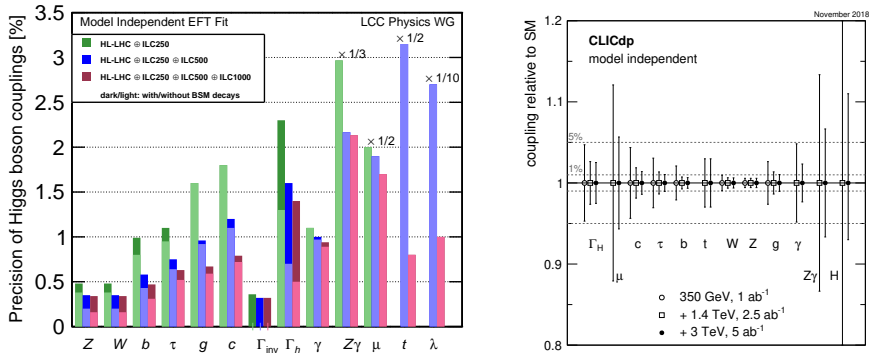 Model Independent EFT Fit
LCC Physics WG
HL-LHC ⊕ ILC250
HL-LHC ⊕ ILC250 ⊕ ILC500
HL-LHC ⊕ ILC250 ⊕ ILC500 ⊕ ILC1000
dark/light: with/without BSM decays
× 1/3
× 1/2
× 1/2
× 1/10
Precision of Higgs boson couplings [%]
3.5
3
2.5
2
1.5
1
0.5
0
Z W b τ g c Γinv Γh γ Zγ μ t λ
November 2018
CLICdp
model independent
coupling relative to SM
1.2
1.1
1
0.9
0.8
5%
1%
ΓH c τ b t W Z g γ
μ Zγ H
350 GeV, 1 ab⁻¹
+ 1.4 TeV, 2.5 ab⁻¹
+ 3 TeV, 5 ab⁻¹